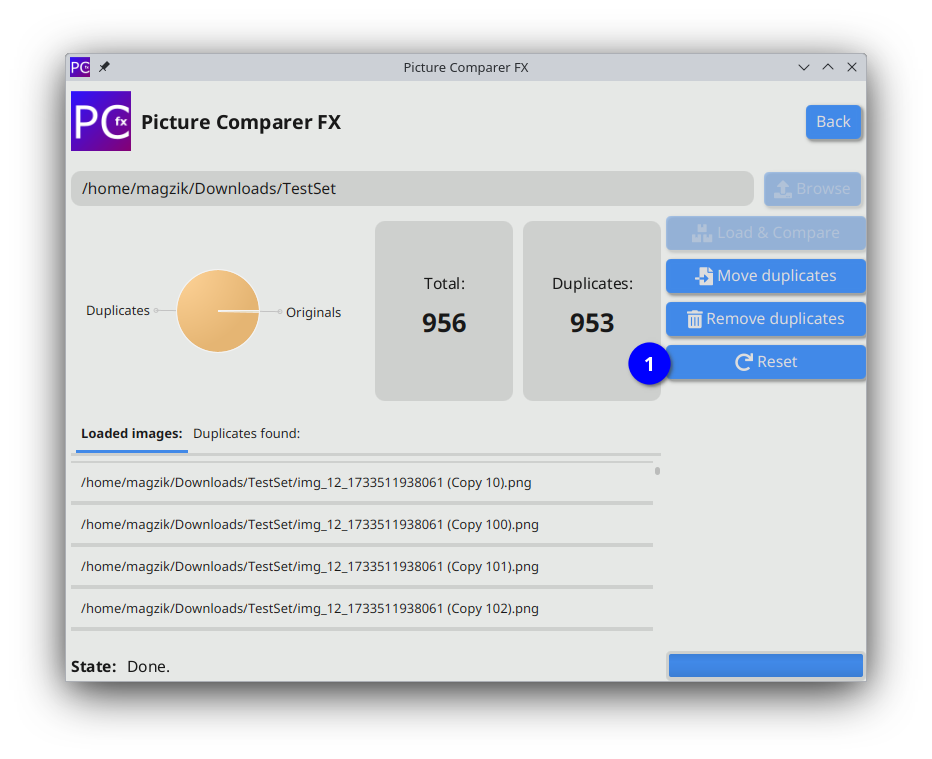 PC fx
Picture Comparer FX
PC fx
Picture Comparer FX
Back
/home/magzik/Downloads/TestSet
Browse
Load & Compare
Duplicates
Originals
Total:
956
Duplicates:
953
Move duplicates
Remove duplicates
1
Reset
Loaded images: Duplicates found:
/home/magzik/Downloads/TestSet/img_12_1733511938061 (Copy 10).png
/home/magzik/Downloads/TestSet/img_12_1733511938061 (Copy 100).png
/home/magzik/Downloads/TestSet/img_12_1733511938061 (Copy 101).png
/home/magzik/Downloads/TestSet/img_12_1733511938061 (Copy 102).png
State: Done.